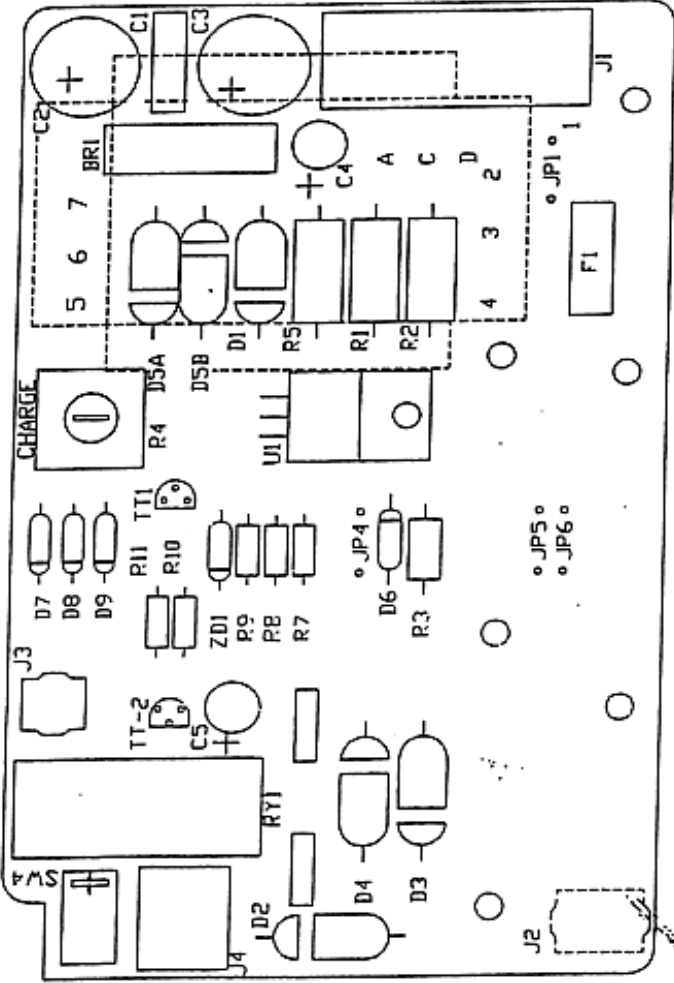 C1
C3
C2
J1
BR1
C4
A
C
D
7
6
5
2
3
4
JP1
1
F1
D5A
D5B
D1
R5
R1
R2
CHARGE
R4
U1
TT1
R11
R10
D7
D8
D9
ZD1
R9
R8
R7
JP4
D6
R3
JP5
JP6
J3
TT-2
C5
RY1
SW4
J4
D2
D4
D3
J2